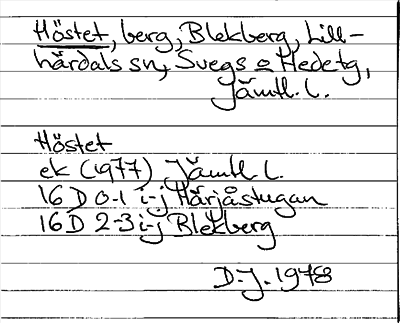 Höstet, berg, Blekberg, Lill-
härdals sn, Svegs o Hedetg,
Jämtl. l.
Höstet
ek (1977) Jämtl l.
16 D 0-1 i-j Härjåstugan
16 D 2-3 i-j Blekberg
D.J. 1978